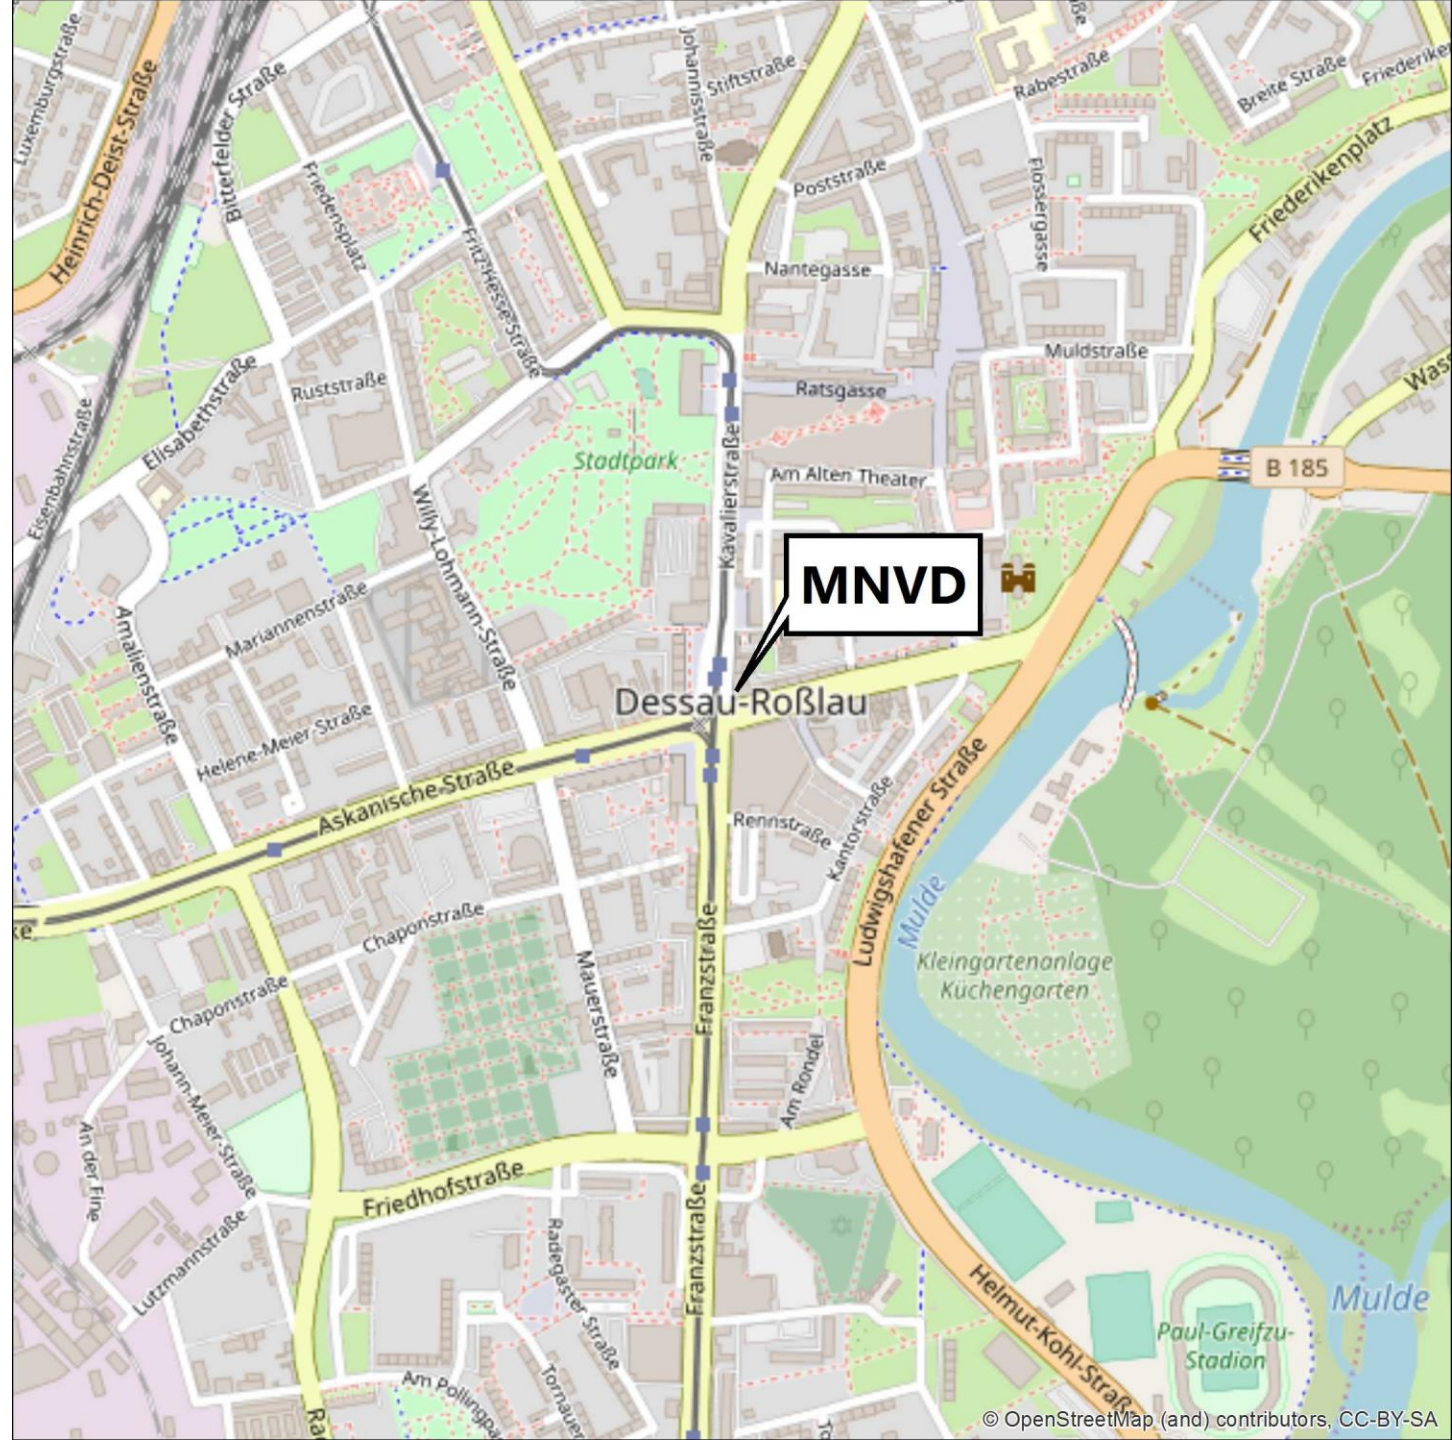 Luxemburgstraße
Heinrich-Deist-Straße
Bitterfelder Straße
Friedensplatz
Fritz-Hesse-Straße
Johannisstraße
Stiftstraße
Poststraße
Nantegasse
Rabestraße
Flössergasse
Breite Straße
Friederikenplatz
Muldstraße
Ratsgasse
Ruststraße
Elisabethstraße
Eisenbahnstraße
Stadtpark
Kavalierstraße
Am Alten Theater
B 185
Willy-Lohmann-Straße
MNVD
Mariannenstraße
Amalienstraße
Helene-Meier-Straße
Dessau-Roßlau
Askanische Straße
Rennstraße
Kantorstraße
Ludwigshafener Straße
Mulde
Kleingartenanlage
Küchengarten
Chaponstraße
Chaponstraße
Mauerstraße
Franzstraße
Am Rondel
Johann-Meier-Straße
An der Fine
Lutzmannstraße
Friedhofstraße
Radegaster Straße
Franzstraße
Helmut-Kohl-Straß
Mulde
Paul-Greifzu-
Stadion
Am Pollingpa
Tornauer
© OpenStreetMap (and) contributors, CC-BY-SA